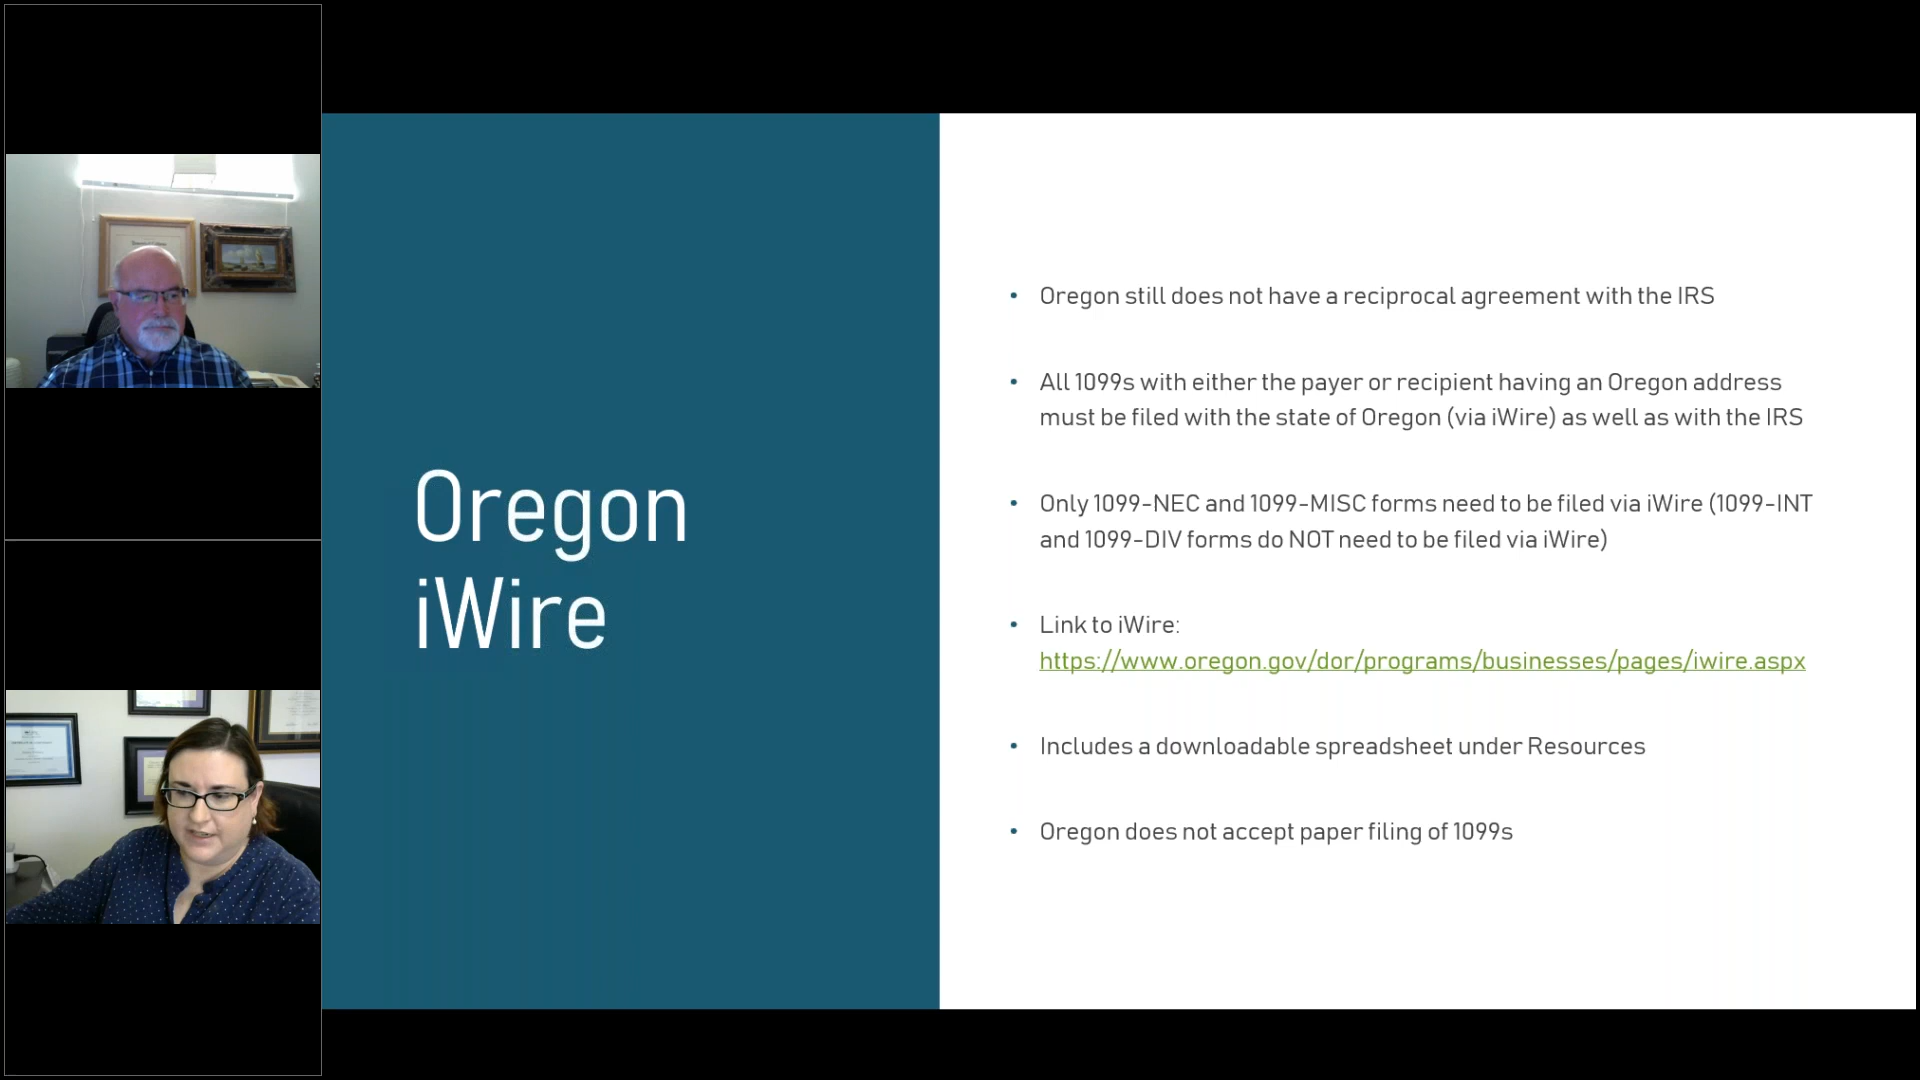 Oregon
iWire
• Oregon still does not have a reciprocal agreement with the IRS
• All 1099s with either the payer or recipient having an Oregon address
must be filed with the state of Oregon (via iWire) as well as with the IRS
• Only 1099-NEC and 1099-MISC forms need to be filed via iWire (1099-INT
and 1099-DIV forms do NOT need to be filed via iWire)
• Link to iWire:
https://www.oregon.gov/dor/programs/businesses/pages/iwire.aspx
• Includes a downloadable spreadsheet under Resources
• Oregon does not accept paper filing of 1099s